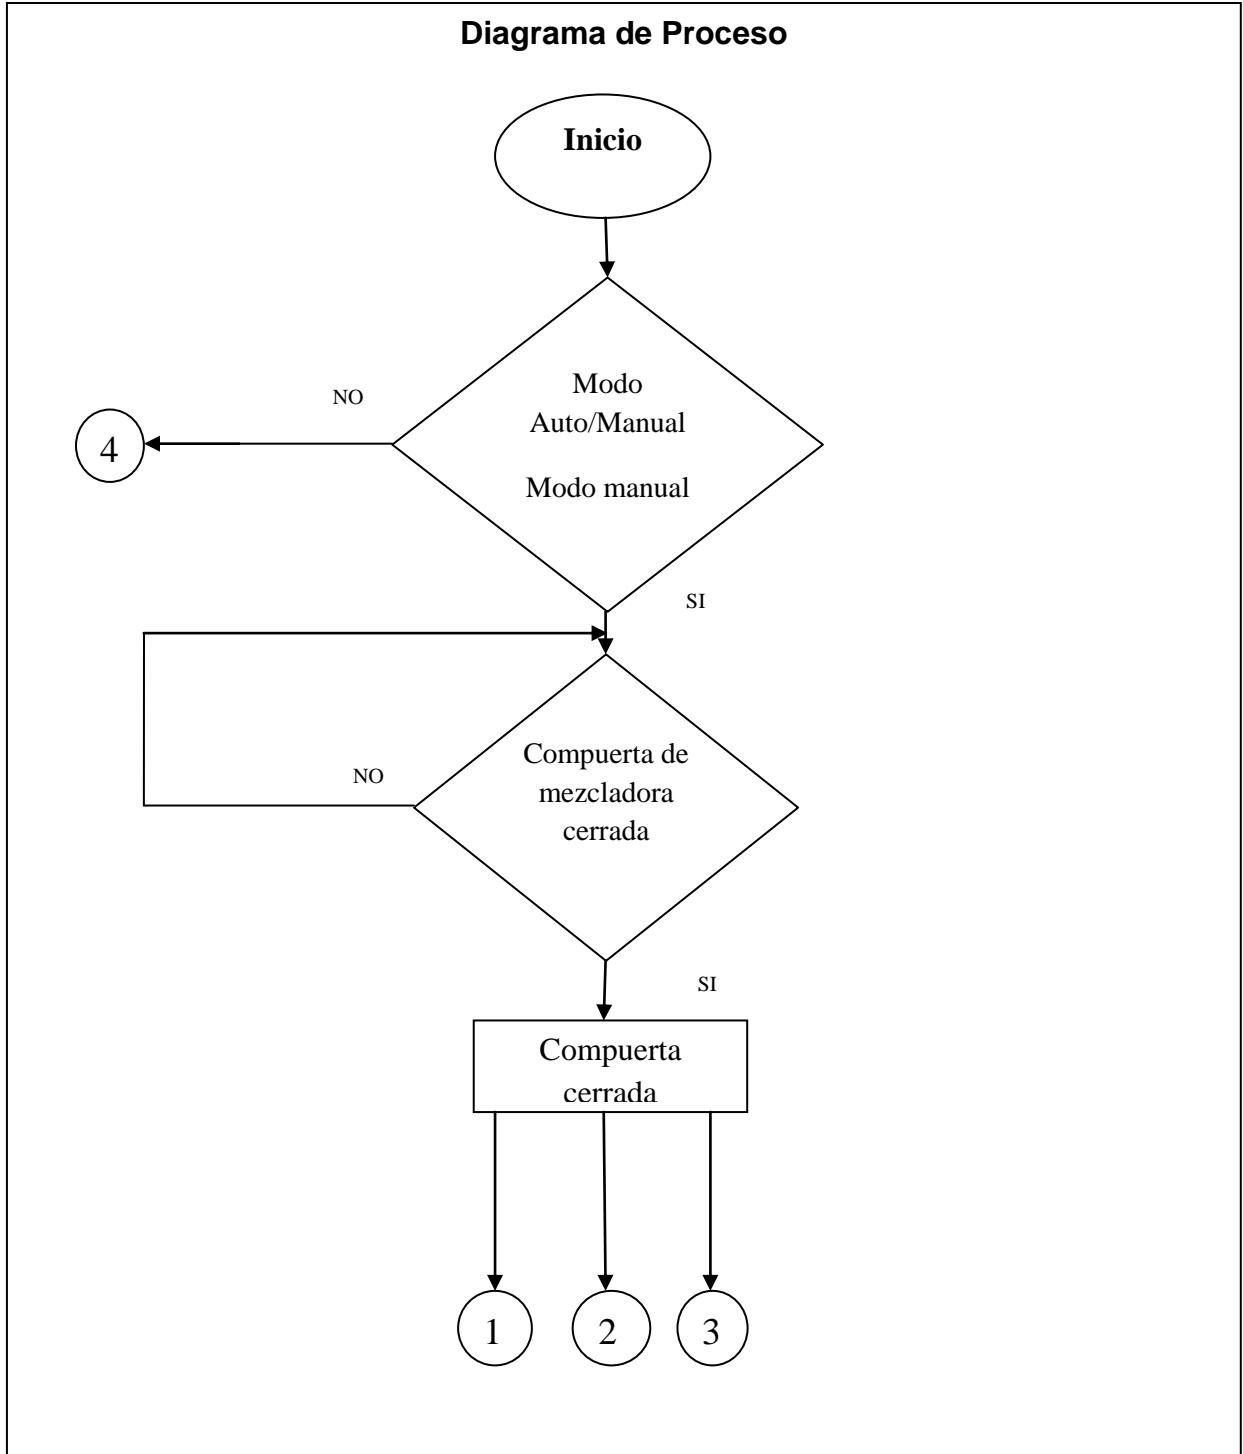 Diagrama de Proceso
Inicio
Modo
Auto/Manual
Modo manual
NO
4
SI
Compuerta de
mezcladora
cerrada
NO
SI
Compuerta
cerrada
1
2
3